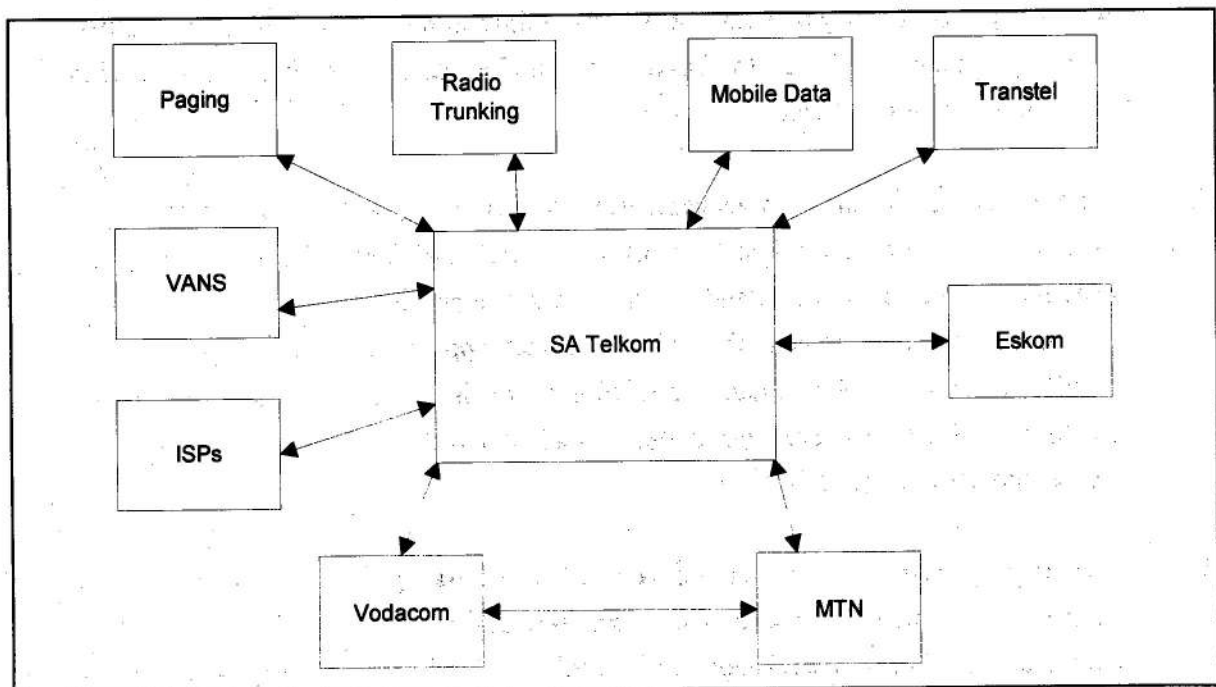 Paging
Radio
Trunking
Mobile Data
Transtel
VANS
SA Telkom
Eskom
ISPs
Vodacom
MTN